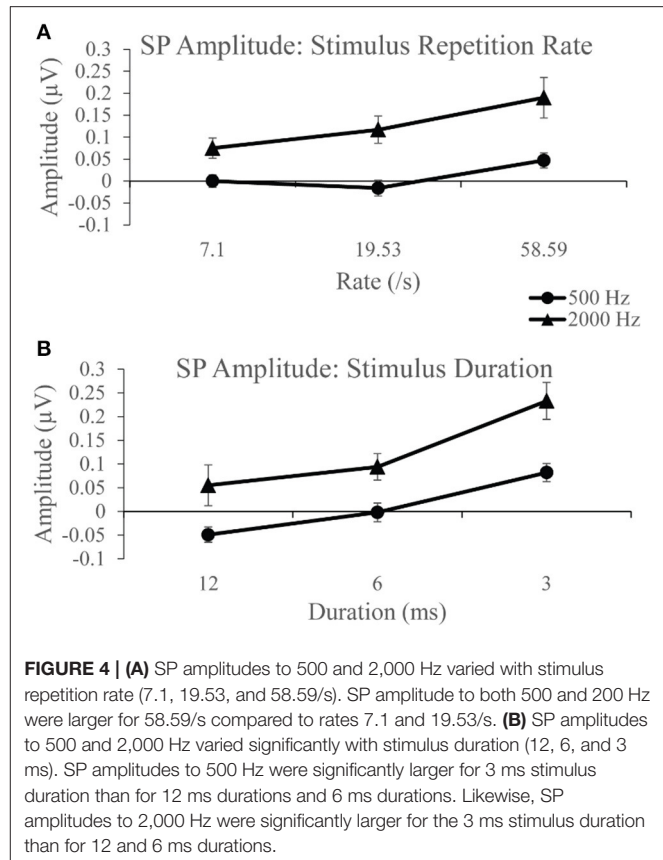 A
SP Amplitude: Stimulus Repetition Rate
Amplitude (µV)
0.3
0.25
0.2
0.15
0.1
0.05
0
-0.05
-0.1
7.1 19.53 58.59
Rate (/s)
500 Hz
2000 Hz
B
SP Amplitude: Stimulus Duration
Amplitude (µV)
0.3
0.25
0.2
0.15
0.1
0.05
0
-0.05
-0.1
12 6 3
Duration (ms)
FIGURE 4 | (A) SP amplitudes to 500 and 2,000 Hz varied with stimulus
repetition rate (7.1, 19.53, and 58.59/s). SP amplitude to both 500 and 200 Hz
were larger for 58.59/s compared to rates 7.1 and 19.53/s. (B) SP amplitudes
to 500 and 2,000 Hz varied significantly with stimulus duration (12, 6, and 3
ms). SP amplitudes to 500 Hz were significantly larger for 3 ms stimulus
duration than for 12 ms durations and 6 ms durations. Likewise, SP
amplitudes to 2,000 Hz were significantly larger for the 3 ms stimulus duration
than for 12 and 6 ms durations.